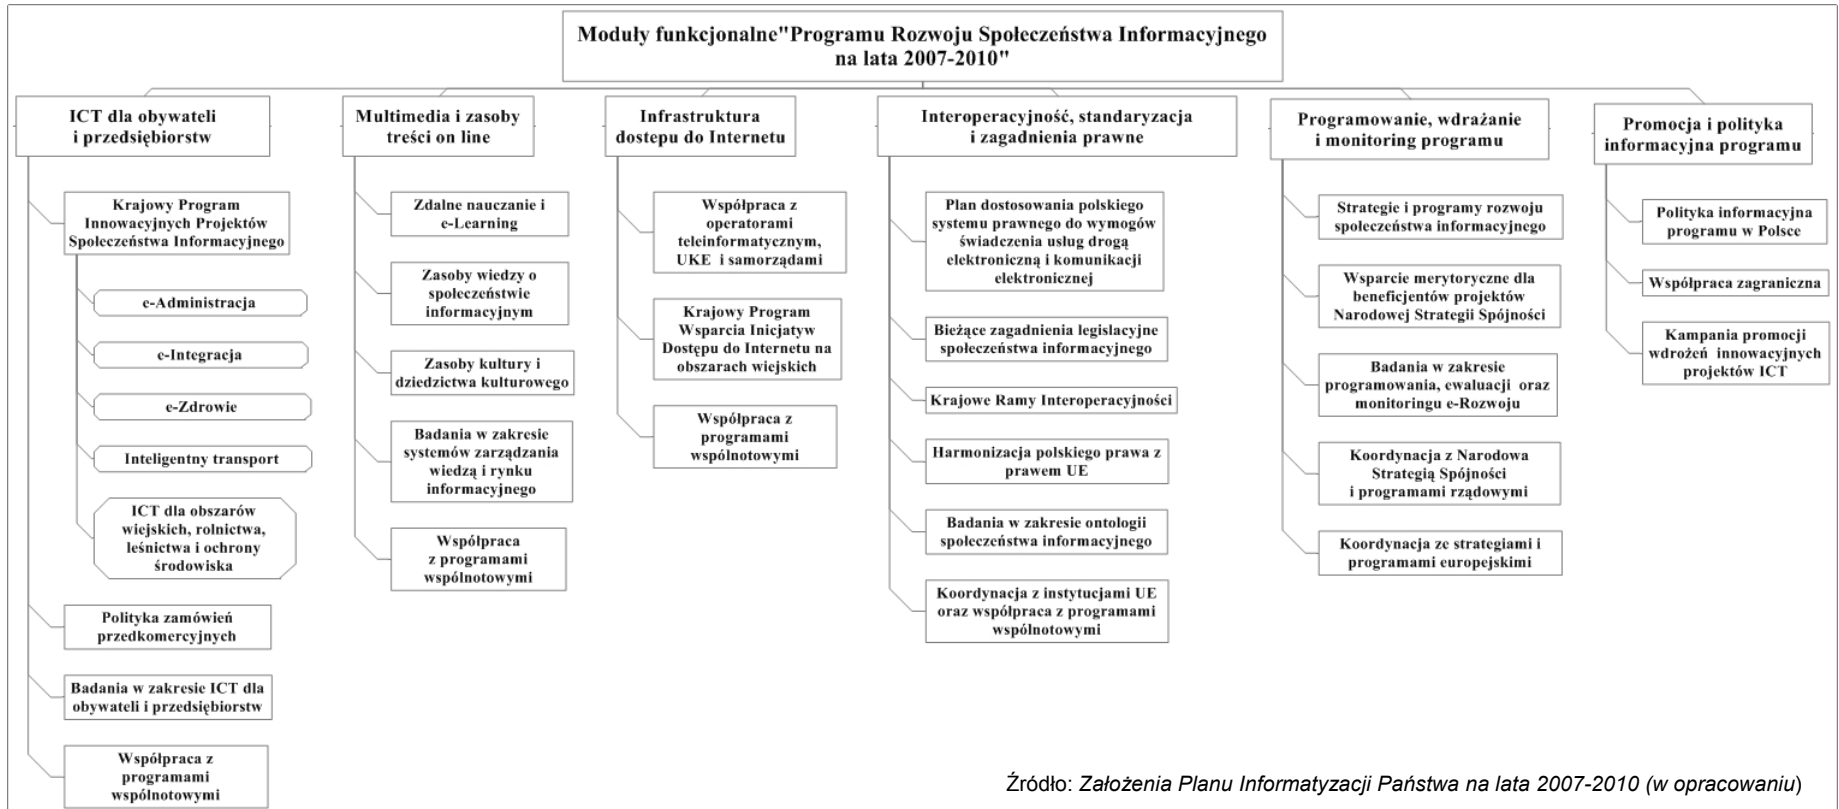 Moduły funkcjonalne"Programu Rozwoju Społeczeństwa Informacyjnego
na lata 2007-2010"
ICT dla obywateli
i przedsiębiorstw
Krajowy Program
Innowacyjnych Projektów
Społeczeństwa Informacyjnego
e-Administracja
e-Integracja
e-Zdrowie
Inteligentny transport
ICT dla obszarów
wiejskich, rolnictwa,
leśnictwa i ochrony
środowiska
Polityka zamówień
przedkomercyjnych
Badania w zakresie ICT dla
obywateli i przedsiębiorstw
Współpraca z
programami
wspólnotowymi
Multimedia i zasoby
treści on line
Zdalne nauczanie i
e-Learning
Zasoby wiedzy o
społeczeństwie
informacyjnym
Zasoby kultury i
dziedzictwa kulturowego
Badania w zakresie
systemów zarządzania
wiedzą i rynku
informacyjnego
Współpraca
z programami
wspólnotowymi
Infrastruktura
dostepu do Internetu
Współpraca z
operatorami
teleinformatycznym,
UKE i samorządami
Krajowy Program
Wsparcia Inicjatyw
Dostępu do Internetu na
obszarach wiejskich
Współpraca z
programami
wspólnotowymi
Interoperacyjność, standaryzacja
i zagadnienia prawne
Plan dostosowania polskiego
systemu prawnego do wymogów
świadczenia usług drogą
elektroniczną i komunikacji
elektronicznej
Bieżące zagadnienia legislacyjne
społeczeństwa informacyjnego
Krajowe Ramy Interoperacyjności
Harmonizacja polskiego prawa z
prawem UE
Badania w zakresie ontologii
społeczeństwa informacyjnego
Koordynacja z instytucjami UE
oraz współpraca z programami
wspólnotowymi
Programowanie, wdrażanie
i monitoring programu
Strategie i programy rozwoju
społeczeństwa informacyjnego
Wsparcie merytoryczne dla
beneficjentów projektów
Narodowej Strategii Spójności
Badania w zakresie
programowania, ewaluacji oraz
monitoringu e-Rozwoju
Koordynacja z Narodowa
Strategią Spójności
i programami rządowymi
Koordynacja ze strategiami i
programami europejskimi
Promocja i polityka
informacyjna programu
Polityka informacyjna
programu w Polsce
Współpraca zagraniczna
Kampania promocji
wdrożeń innowacyjnych
projektów ICT
Źródło: Założenia Planu Informatyzacji Państwa na lata 2007-2010 (w opracowaniu)